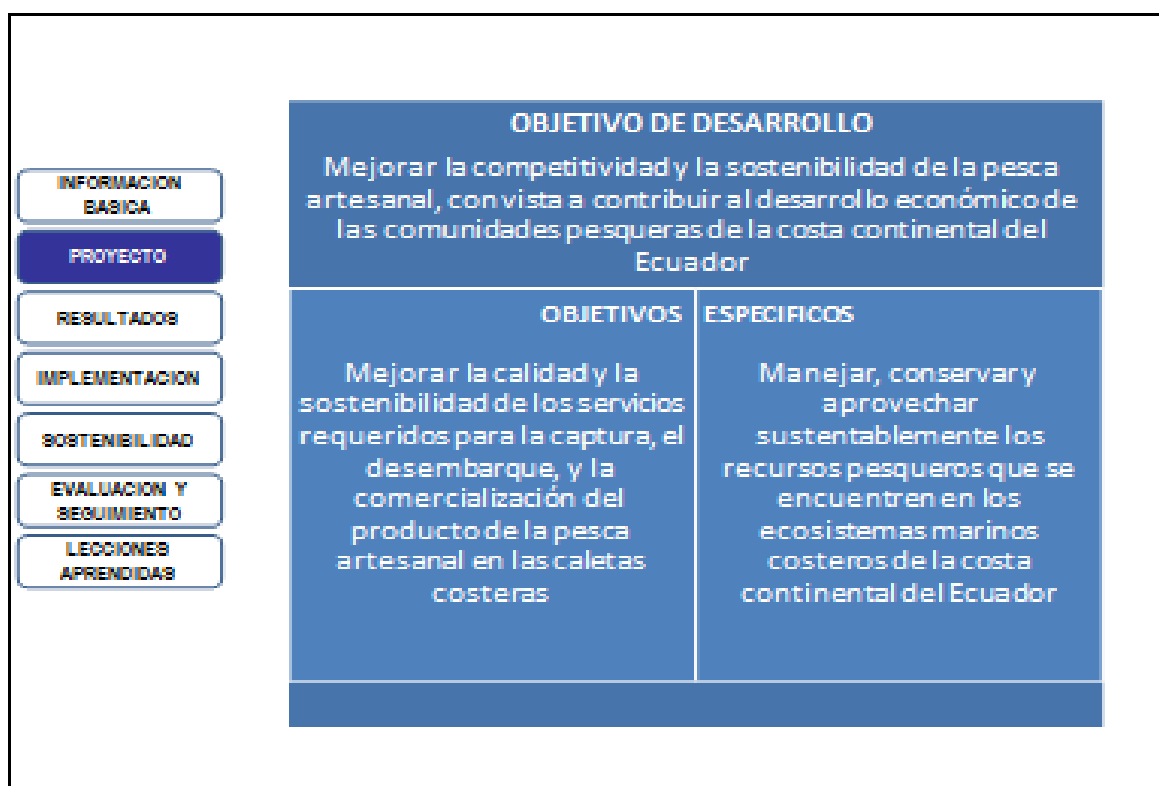 INFORMACION
BASICA
PROYECTO
RESULTADOS
IMPLEMENTACION
SOSTENIBILIDAD
EVALUACION Y
SEGUIMIENTO
LECCIONES
APRENDIDAS
OBJETIVO DE DESARROLLO
Mejorar la competitividad y la sostenibilidad de la pesca
artesanal, con vista a contribuir al desarrollo económico de
las comunidades pesqueras de la costa continental del
Ecuador
OBJETIVOS ESPECIFICOS
Mejorar la calidad y la
sostenibilidad de los servicios
requeridos para la captura, el
desembarque, y la
comercialización del
producto de la pesca
artesanal en las caletas
costeras
Manejar, conservar y
aprovechar
sustentablemente los
recursos pesqueros que se
encuentren en los
ecosistemas marinos
costeros de la costa
continental del Ecuador